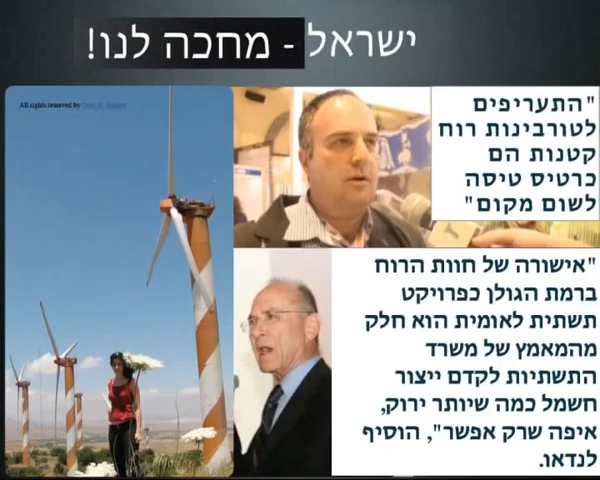 ישראל - מחכה לנו!
All rights reserved by
"התעריפים
לטורבינות רוח
קטנות הם
כרטיס טיסה
לשום מקום"
"אישורה של חוות הרוח
ברמת הגולן כפרויקט
תשתית לאומית הוא חלק
מהמאמץ של משרד
התשתיות לקדם ייצור
חשמל כמה שיותר ירוק,
איפה שרק אפשר", הוסיף
לנדאו.